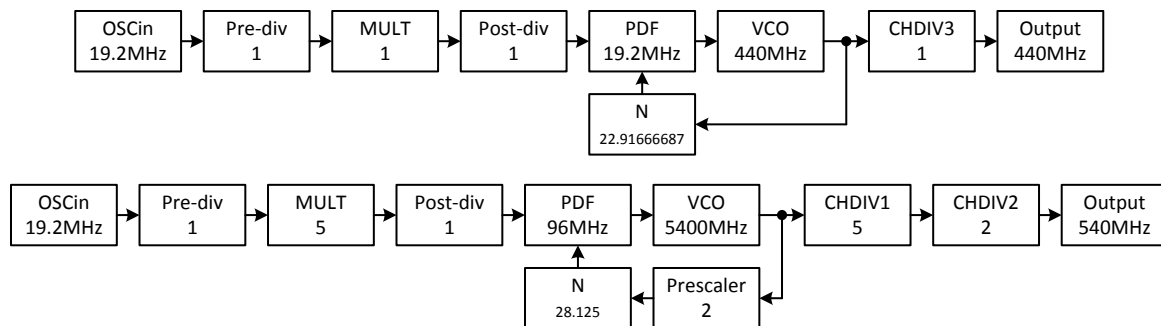 OSCin
19.2MHz
Pre-div
1
MULT
1
Post-div
1
PDF
19.2MHz
VCO
440MHz
CHDIV3
1
Output
440MHz
N
22.91666687
OSCin
19.2MHz
Pre-div
1
MULT
5
Post-div
1
PDF
96MHz
VCO
5400MHz
CHDIV1
5
CHDIV2
2
Output
540MHz
N
28.125
Prescaler
2